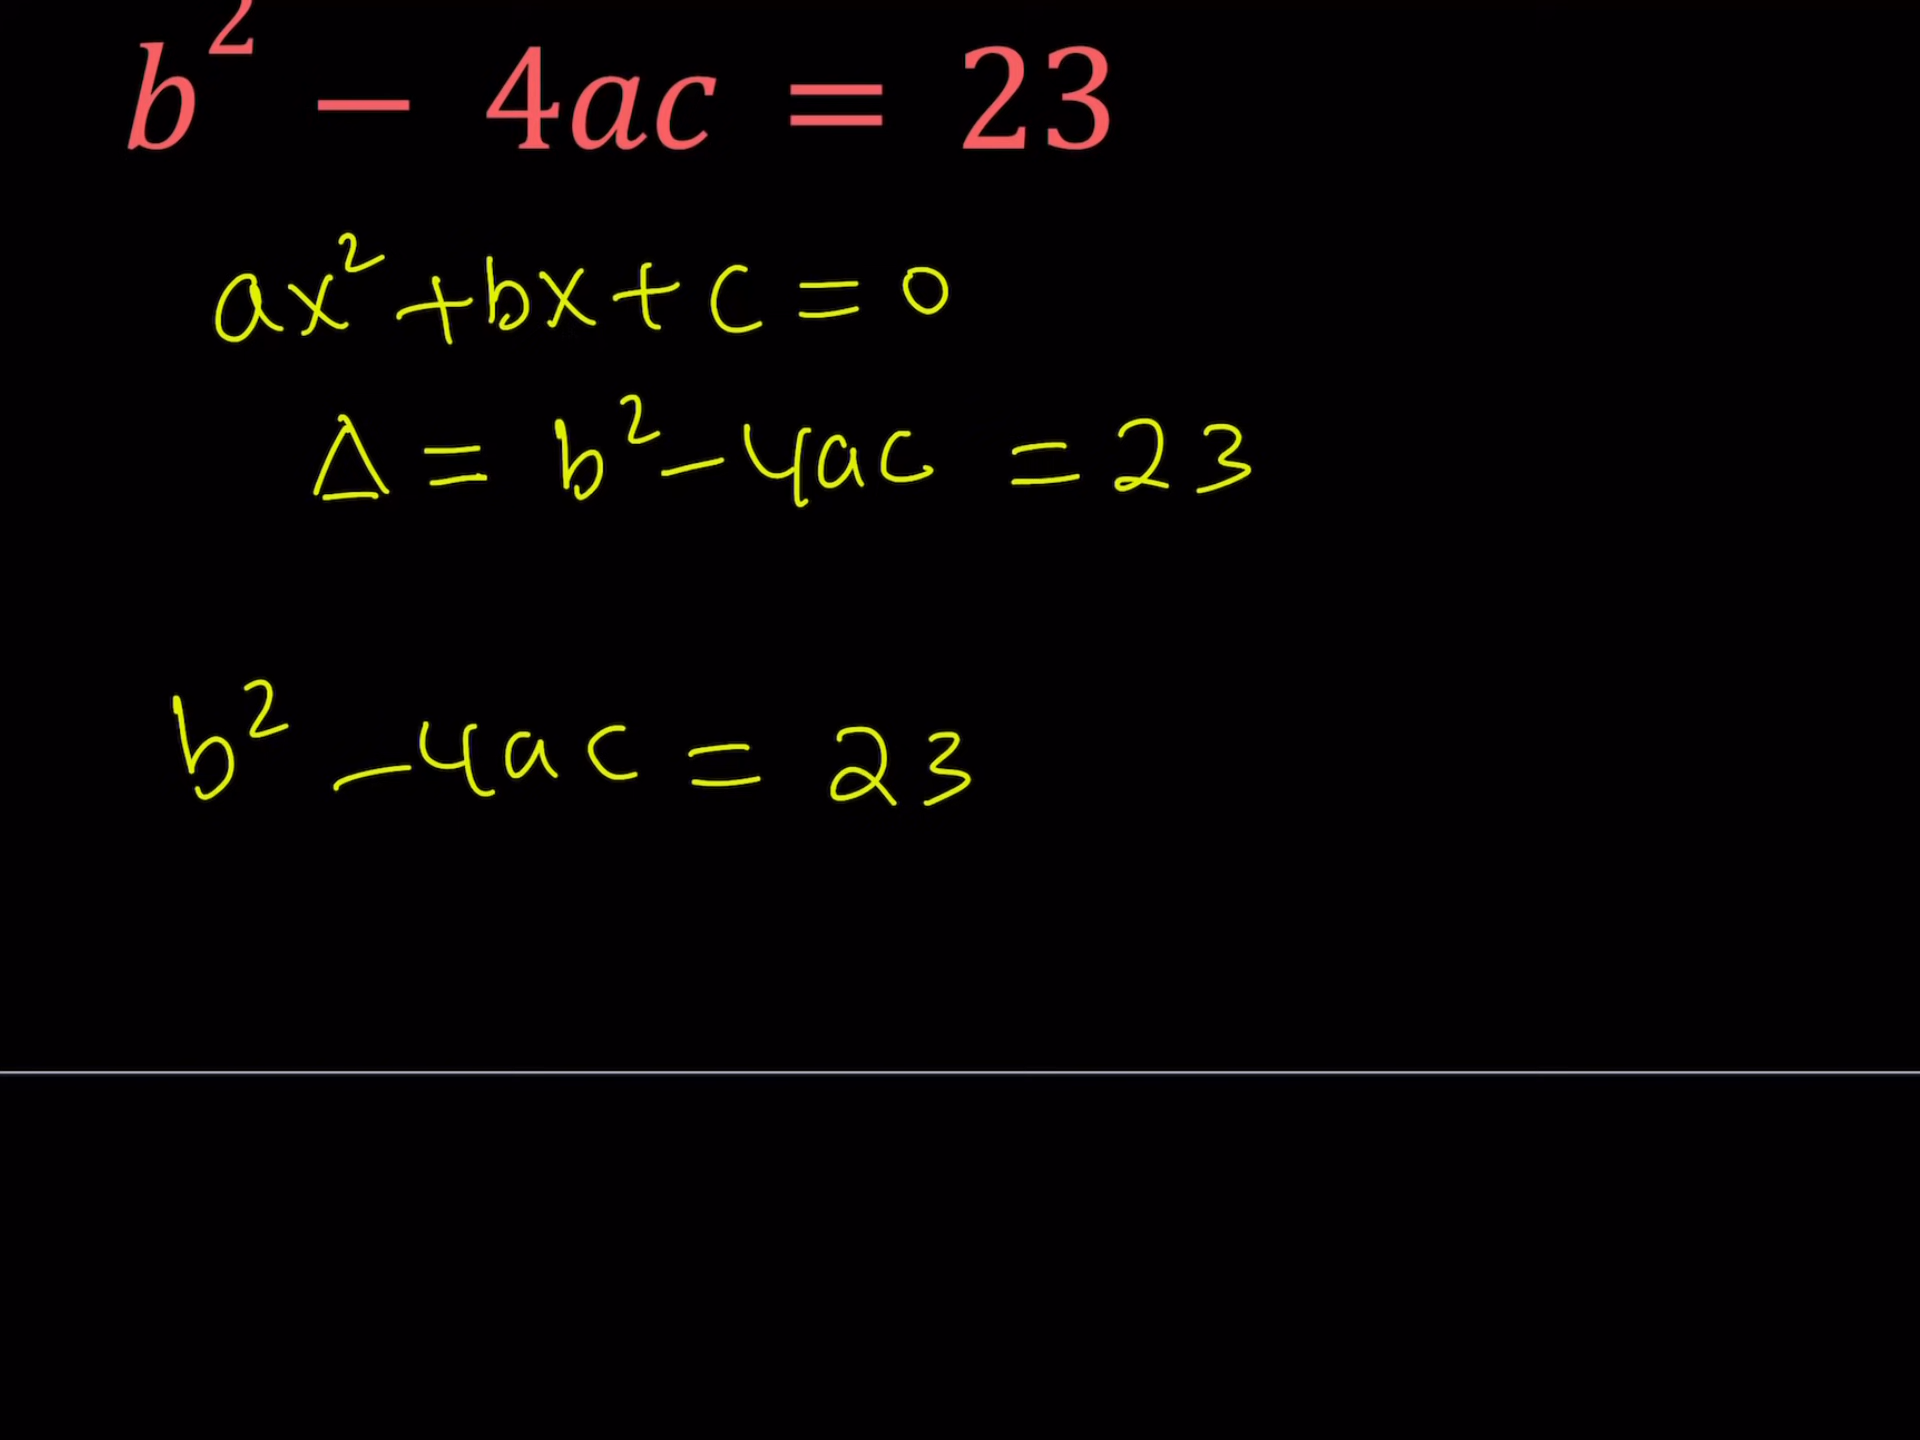 b² − 4ac = 23
ax² + bx + c = 0
Δ = b² − 4ac = 23
b² − 4ac = 23